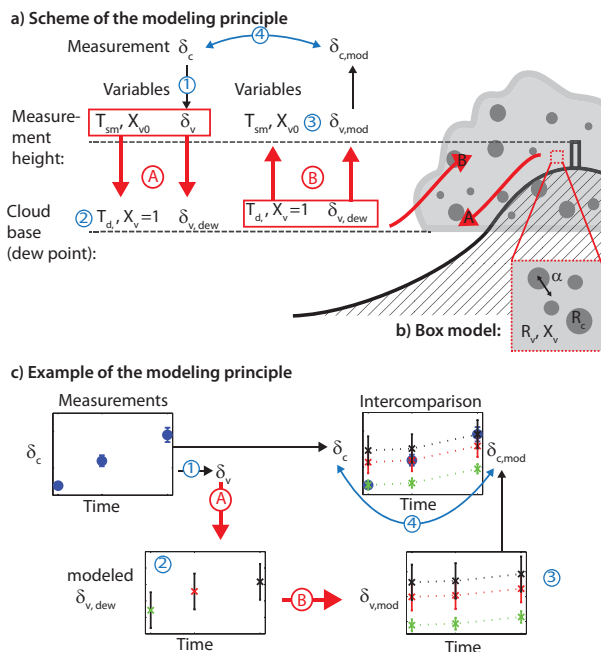 a) Scheme of the modeling principle
Measurement δc ④ δc,mod
①
Variables Variables
Measure-
ment
height:
Tsm, Xv0 δv Tsm, Xv0 ③ δv,mod
A B
B
A
Cloud
base
(dew point):
② Td, Xv=1 δv,dew Td, Xv=1 δv,dew
α
Rc
Rv, Xv
b) Box model:
c) Example of the modeling principle
Measurements Intercomparison
δc δc δc,mod
① δv
Time Time
A ④
②
modeled
δv,dew
B
δv,mod
③
Time Time